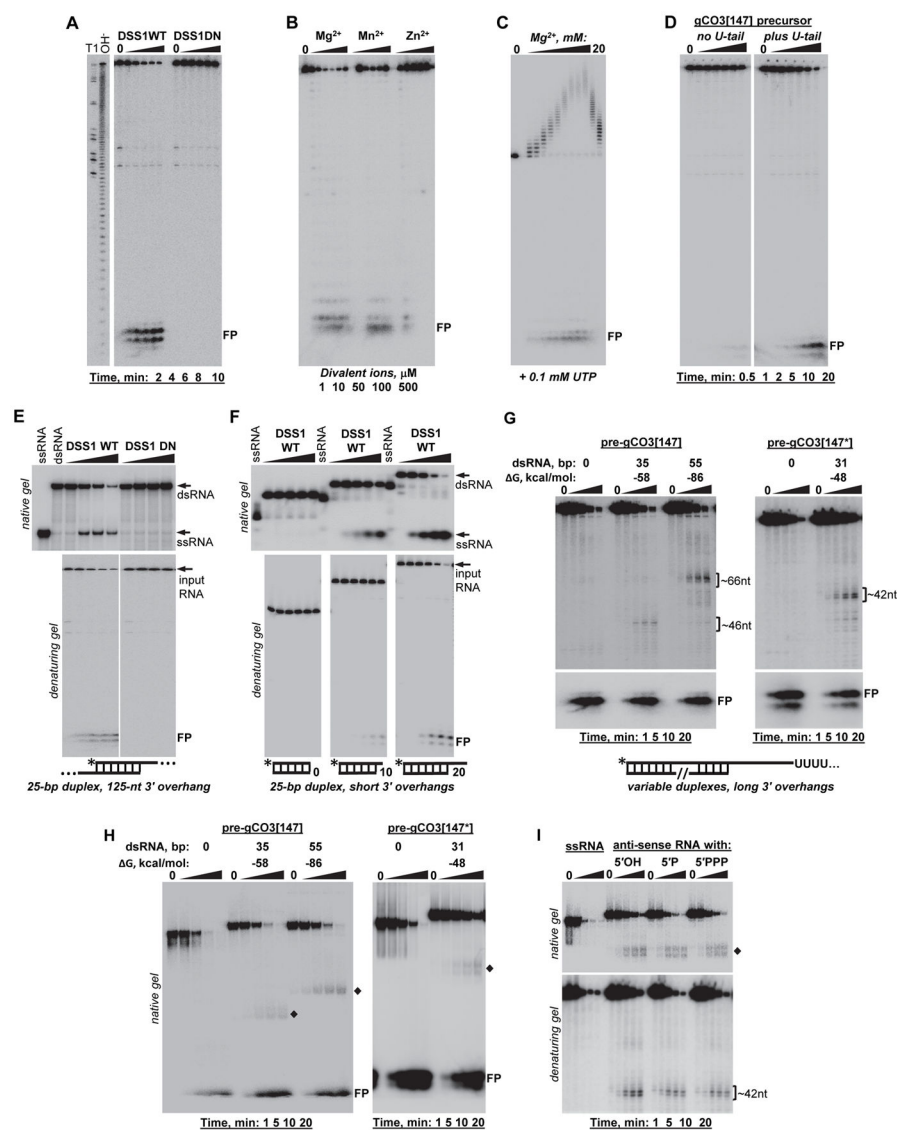 A
DSS1WT DSS1DN
T1
OH-
0 0
FP
Time, min: 2 4 6 8 10
B
Mg2+ Mn2+ Zn2+
0 0 0
FP
Divalent ions, μM
1 10 50 100 500
C
Mg2+, mM:
0 20
FP
+ 0.1 mM UTP
D
gCO3[147] precursor
no U-tail plus U-tail
0 0
FP
Time, min: 0.5 1 2 5 10 20
E
ssRNA
dsRNA
DSS1 WT DSS1 DN
native gel
dsRNA
ssRNA
denaturing gel
input
RNA
FP
*
... ...
25-bp duplex, 125-nt 3' overhang
F
ssRNA
DSS1
WT
ssRNA
DSS1
WT
ssRNA
DSS1
WT
native gel
dsRNA
ssRNA
denaturing gel
input
RNA
FP
* 0 * 10 * 20
25-bp duplex, short 3' overhangs
G
pre-gCO3[147] pre-gCO3[147*]
dsRNA, bp: 0 35 55 0 31
ΔG, kcal/mol: -58 -86 -48
0 0 0 0 0
~66nt
~46nt
~42nt
FP FP
Time, min: 1 5 10 20 Time, min: 1 5 10 20
* // UUUU...
variable duplexes, long 3' overhangs
H
pre-gCO3[147] pre-gCO3[147*]
dsRNA, bp: 0 35 55 0 31
ΔG, kcal/mol: -58 -86 -48
0 0 0 0 0
native gel
FP FP
Time, min: 1 5 10 20 Time, min: 1 5 10 20
I
ssRNA anti-sense RNA with:
5'OH 5'P 5'PPP
0 0 0 0
native gel
denaturing gel
~42nt
Time, min: 1 5 10 20